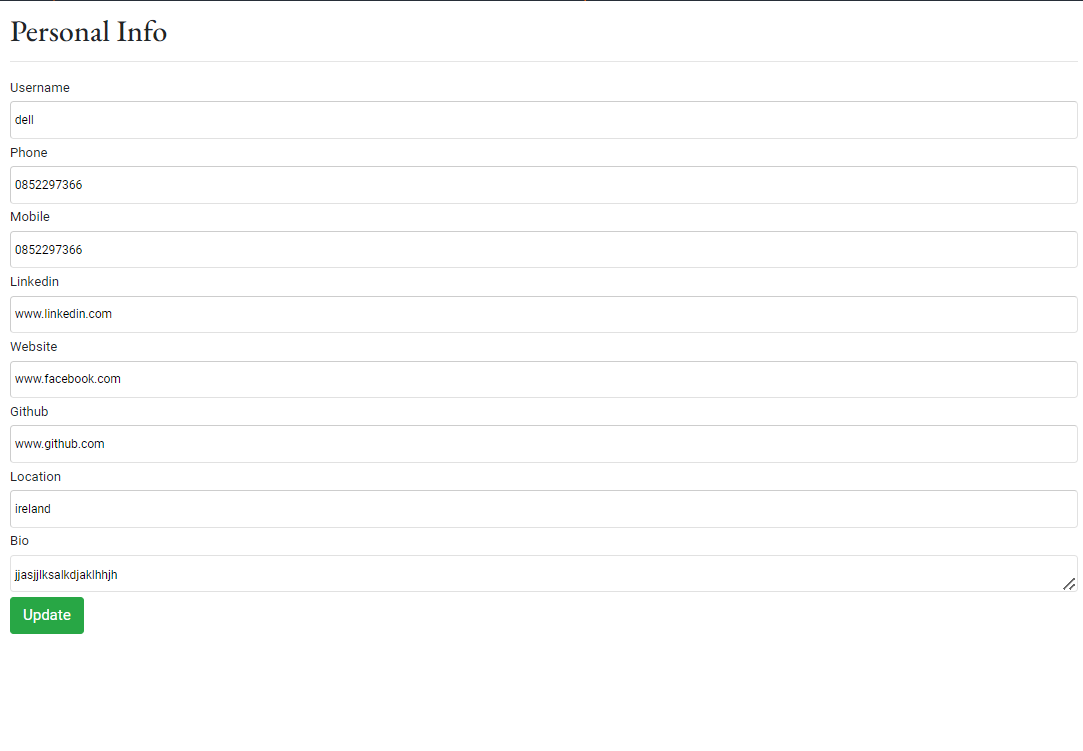 Personal Info
Username
dell
Phone
0852297366
Mobile
0852297366
Linkedin
www.linkedin.com
Website
www.facebook.com
Github
www.github.com
Location
ireland
Bio
jjasjjlksalkdjaklhhjh
Update